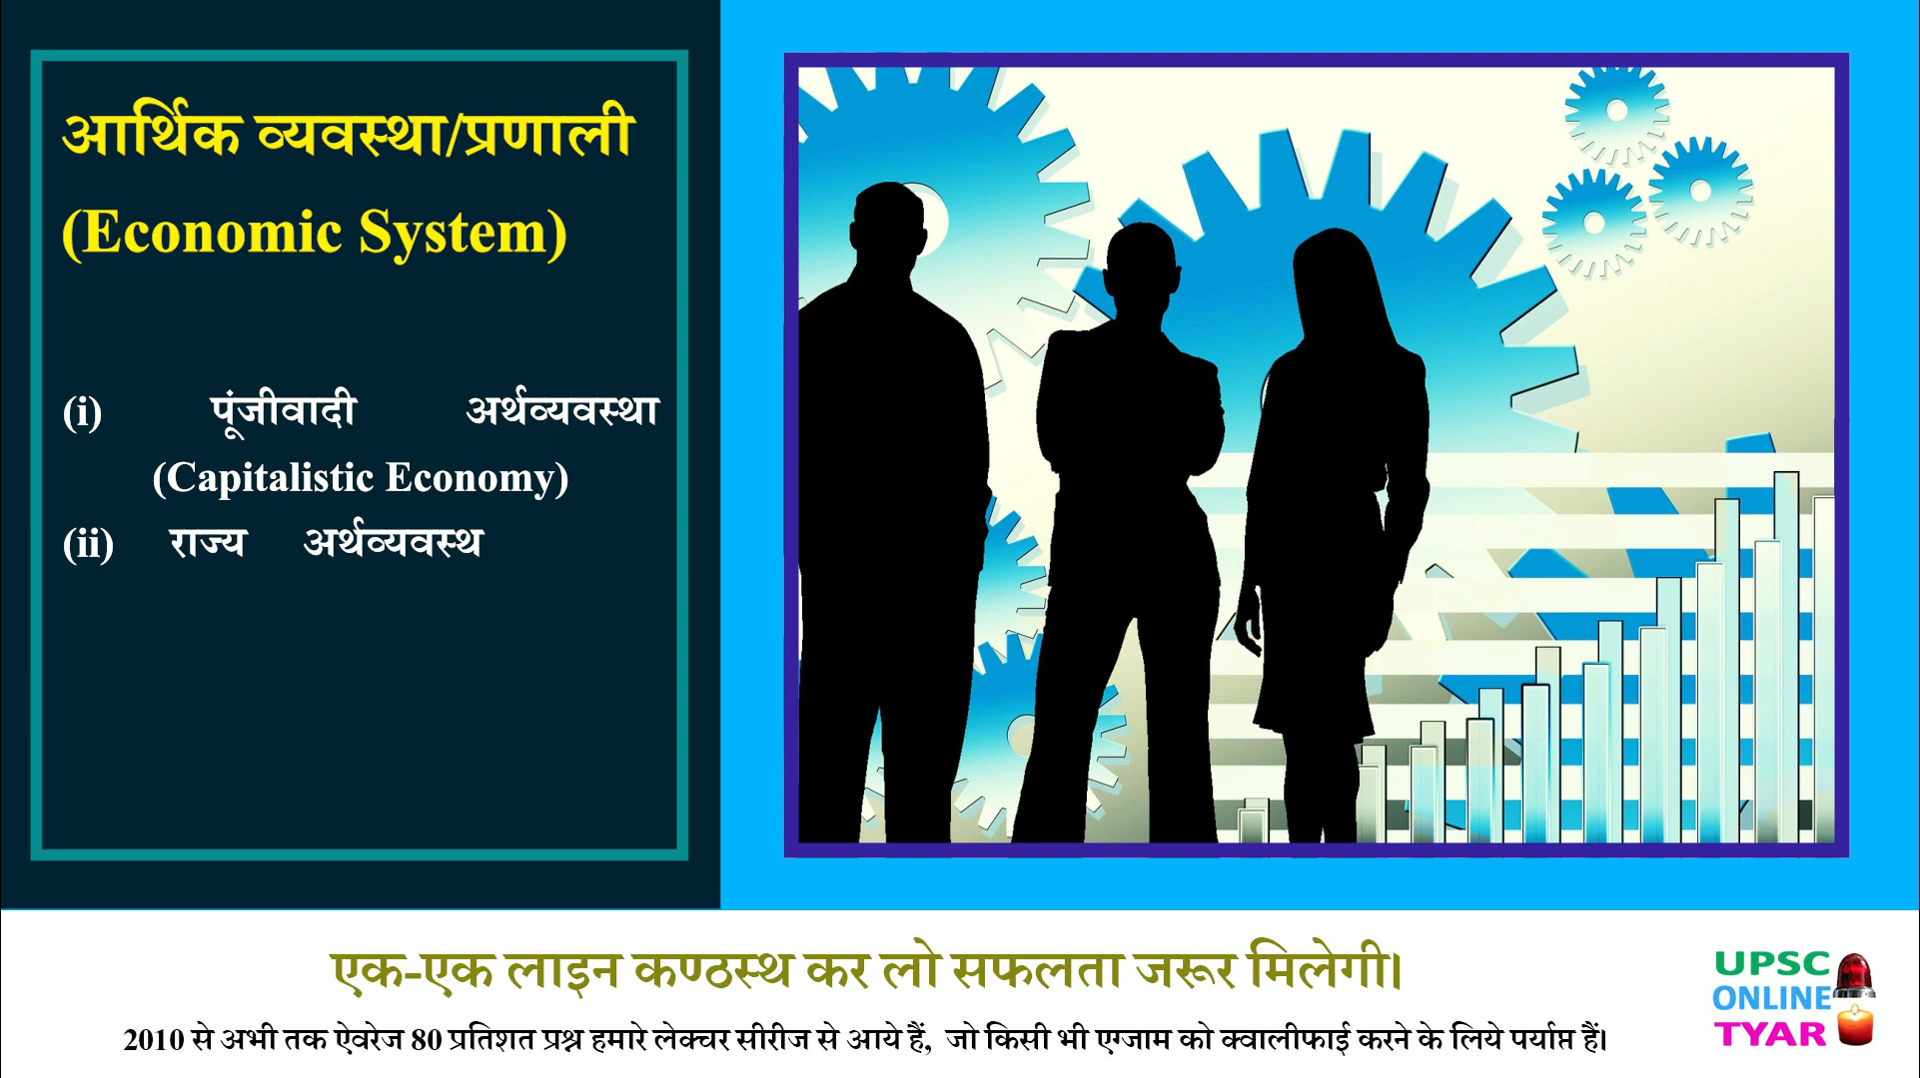 आर्थिक व्यवस्था/प्रणाली
(Economic System)
(i) पूंजीवादी अर्थव्यवस्था
(Capitalistic Economy)
(ii) राज्य अर्थव्यवस्थ
एक-एक लाइन कण्ठस्थ कर लो सफलता जरूर मिलेगी।
2010 से अभी तक ऐवरेज 80 प्रतिशत प्रश्न हमारे लेक्चर सीरीज से आये हैं, जो किसी भी एग्जाम को क्वालीफाई करने के लिये पर्याप्त हैं।
UPSC
ONLINE
TYAR